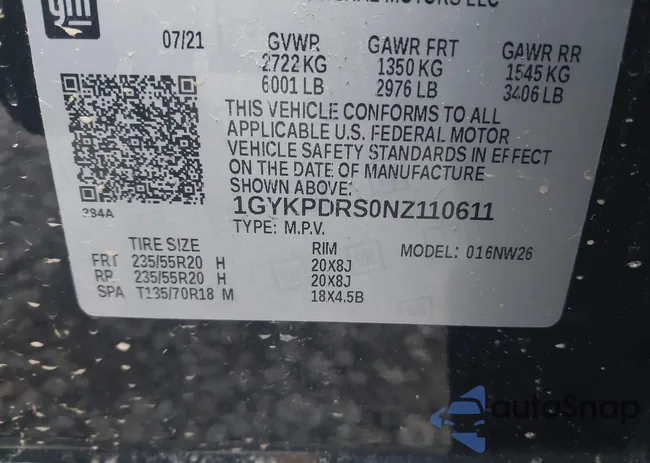 gm
MOTORS LLC
07/21 GVWR GAWR FRT GAWR RR
2722 KG 1350 KG 1545 KG
6001 LB 2976 LB 3406 LB
THIS VEHICLE CONFORMS TO ALL
APPLICABLE U.S. FEDERAL MOTOR
VEHICLE SAFETY STANDARDS IN EFFECT
ON THE DATE OF MANUFACTURE
SHOWN ABOVE:
284A
1GYKPDRS0NZ110611
TYPE: M.P.V.
TIRE SIZE RIM MODEL: 016NW26
FRT 235/55R20 H 20X8J
RR 235/55R20 H 20X8J
SPA T135/70R18 M 18X4.5B
autoSnap